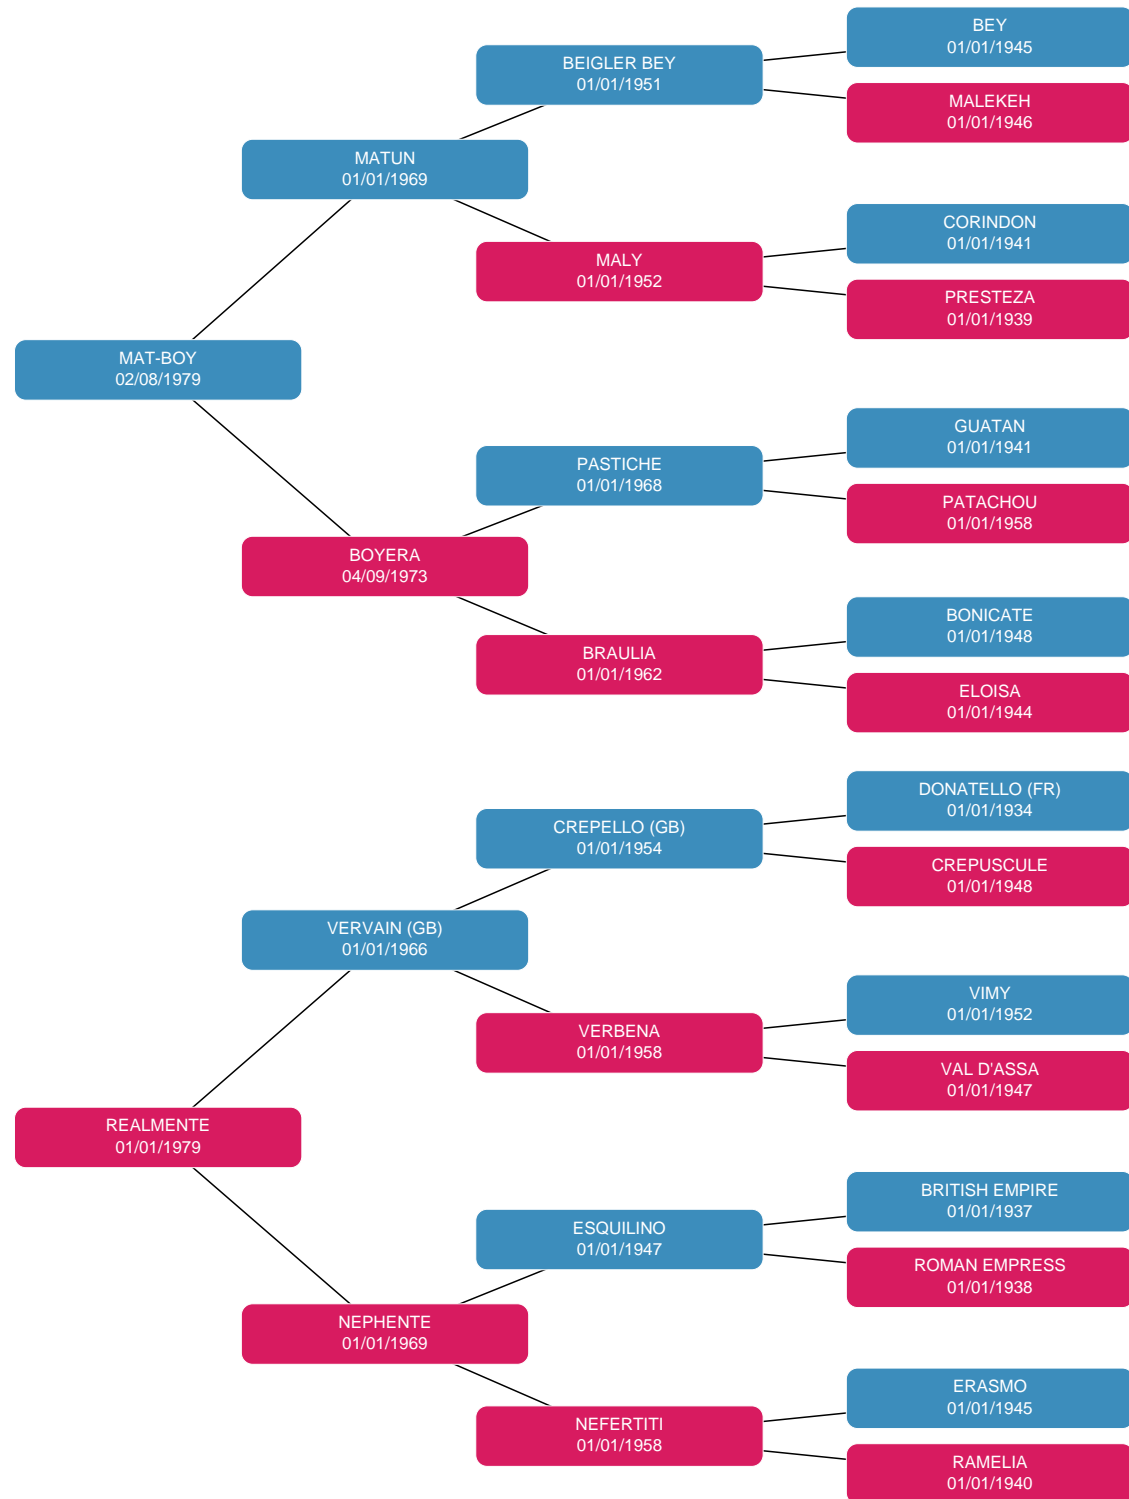 BEY
01/01/1945
BEIGLER BEY
01/01/1951
MALEKEH
01/01/1946
MATUN
01/01/1969
CORINDON
01/01/1941
MALY
01/01/1952
PRESTEZA
01/01/1939
MAT-BOY
02/08/1979
GUATAN
01/01/1941
PASTICHE
01/01/1968
PATACHOU
01/01/1958
BOYERA
04/09/1973
BONICATE
01/01/1948
BRAULIA
01/01/1962
ELOISA
01/01/1944
DONATELLO (FR)
01/01/1934
CREPELLO (GB)
01/01/1954
CREPUSCULE
01/01/1948
VERVAIN (GB)
01/01/1966
VIMY
01/01/1952
VERBENA
01/01/1958
VAL D'ASSA
01/01/1947
REALMENTE
01/01/1979
BRITISH EMPIRE
01/01/1937
ESQUILINO
01/01/1947
ROMAN EMPRESS
01/01/1938
NEPHENTE
01/01/1969
ERASMO
01/01/1945
NEFERTITI
01/01/1958
RAMELIA
01/01/1940